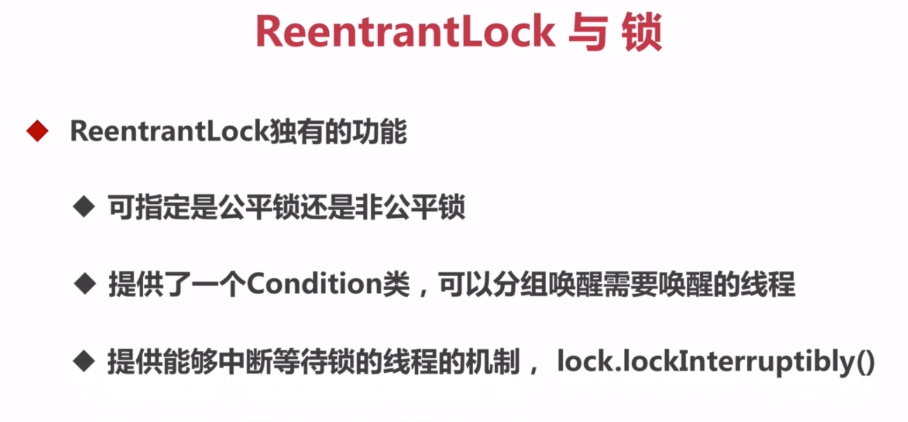 ReentrantLock 与 锁
ReentrantLock独有的功能
可指定是公平锁还是非公平锁
提供了一个Condition类，可以分组唤醒需要唤醒的线程
提供能够中断等待锁的线程的机制， lock.lockInterruptibly()